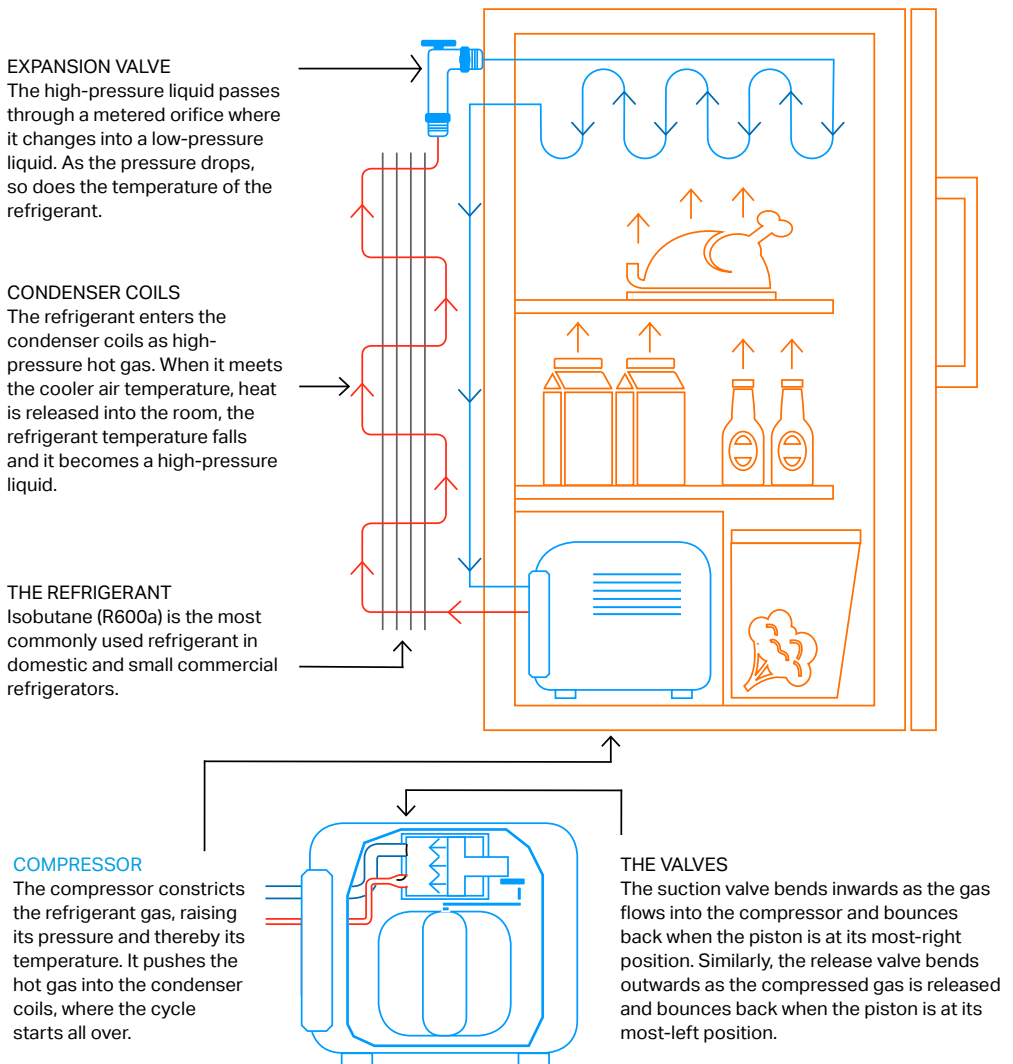 EXPANSION VALVE
The high-pressure liquid passes
through a metered orifice where
it changes into a low-pressure
liquid. As the pressure drops,
so does the temperature of the
refrigerant.
CONDENSER COILS
The refrigerant enters the
condenser coils as high-
pressure hot gas. When it meets
the cooler air temperature, heat
is released into the room, the
refrigerant temperature falls
and it becomes a high-pressure
liquid.
THE REFRIGERANT
Isobutane (R600a) is the most
commonly used refrigerant in
domestic and small commercial
refrigerators.
COMPRESSOR
The compressor constricts
the refrigerant gas, raising
its pressure and thereby its
temperature. It pushes the
hot gas into the condenser
coils, where the cycle
starts all over.
THE VALVES
The suction valve bends inwards as the gas
flows into the compressor and bounces
back when the piston is at its most-right
position. Similarly, the release valve bends
outwards as the compressed gas is released
and bounces back when the piston is at its
most-left position.